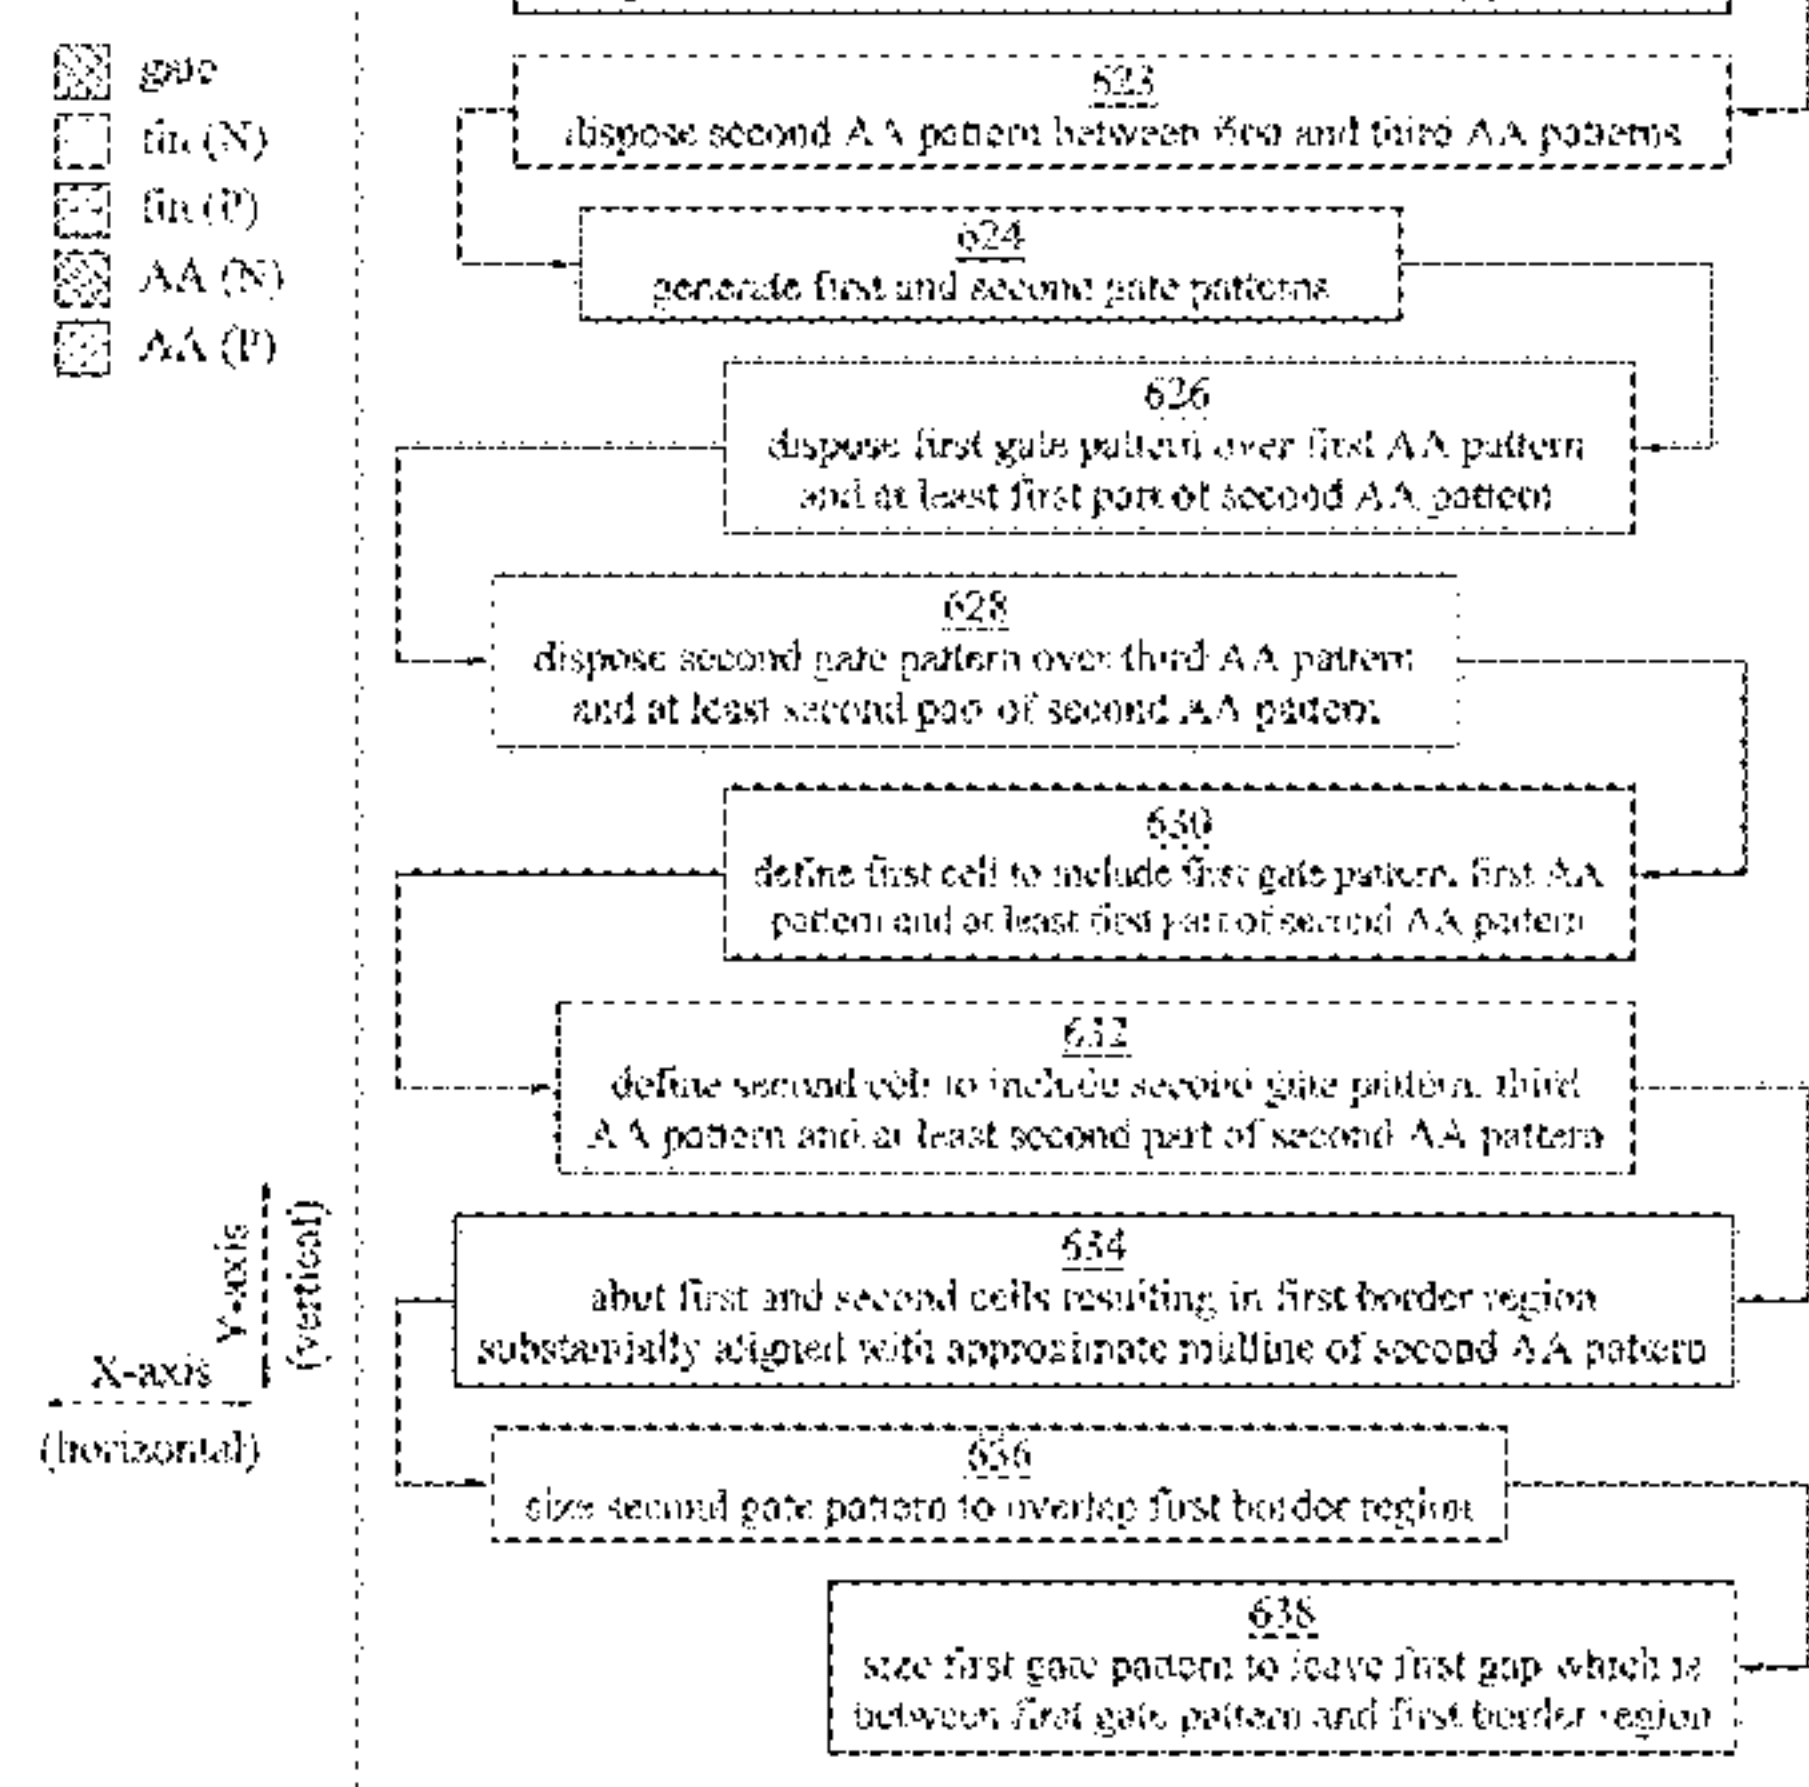 gate
fin (N)
fin (P)
AA (N)
AA (P)
623
dispose second AA pattern between first and third AA patterns
624
generate first and second gate patterns
626
dispose first gate pattern over first AA pattern
and at least first part of second AA pattern
628
dispose second gate pattern over third AA pattern
and at least second part of second AA pattern
630
define first cell to include first gate pattern, first AA
pattern and at least first part of second AA pattern
632
define second cell to include second gate pattern, third
AA pattern and at least second part of second AA pattern
634
abut first and second cells resulting in first border region
substantially aligned with approximate midline of second AA pattern
636
size second gate pattern to overlap first border region
638
size first gate pattern to leave first gap which is
between first gate pattern and first border region
Y-axis
(vertical)
X-axis
(horizontal)